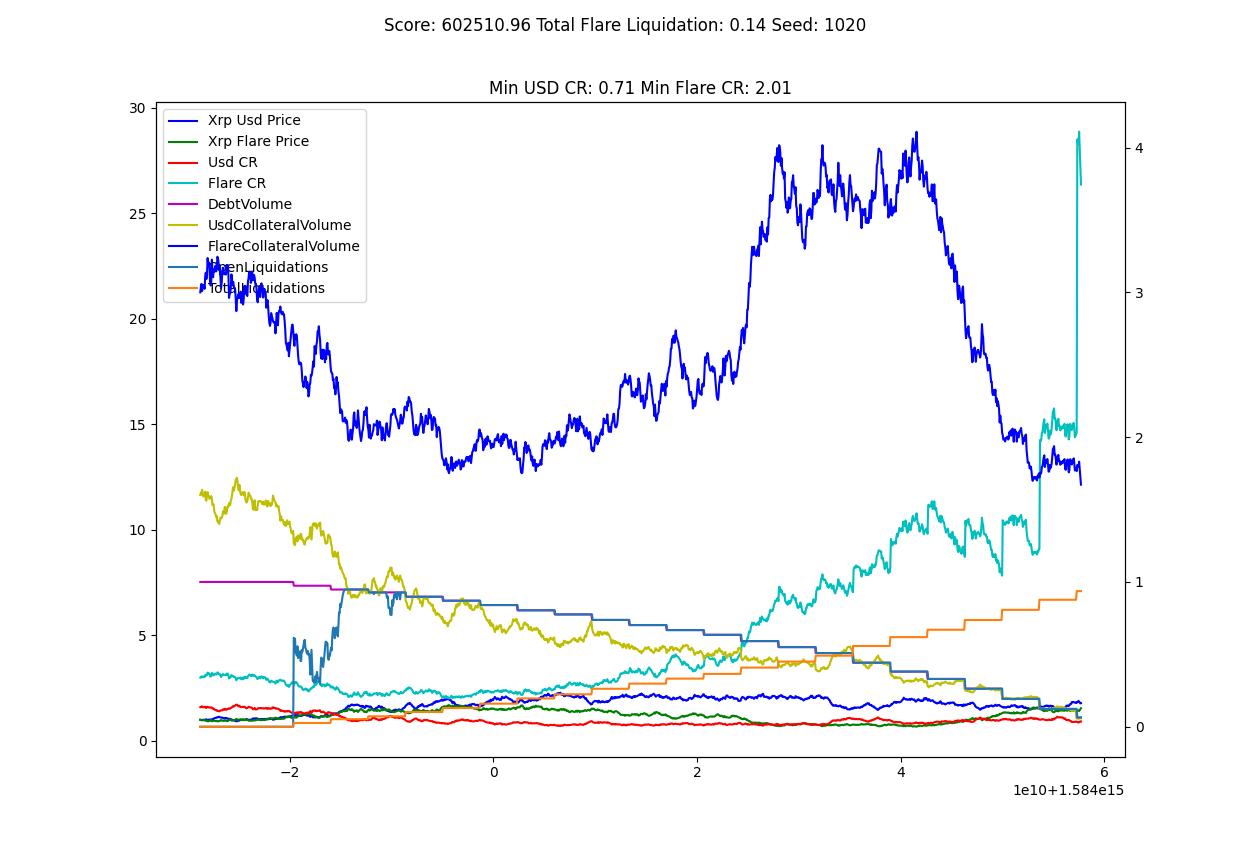 Score: 602510.96 Total Flare Liquidation: 0.14 Seed: 1020
Min USD CR: 0.71 Min Flare CR: 2.01
Xrp Usd Price
Xrp Flare Price
Usd CR
Flare CR
DebtVolume
UsdCollateralVolume
FlareCollateralVolume
OpenLiquidations
TotalLiquidations
30
25
20
15
10
5
0
4
3
2
1
0
−2
0
2
4
6
1e10+1.584e15